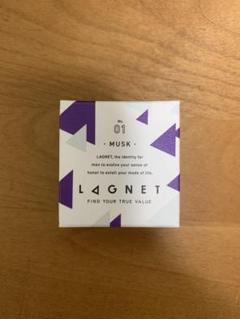 No.
01
· MUSK ·
LAGNET, the identity for
man to evolve your sense of
honor to extoll your mode of life.
LAGNET
FIND YOUR TRUE VALUE